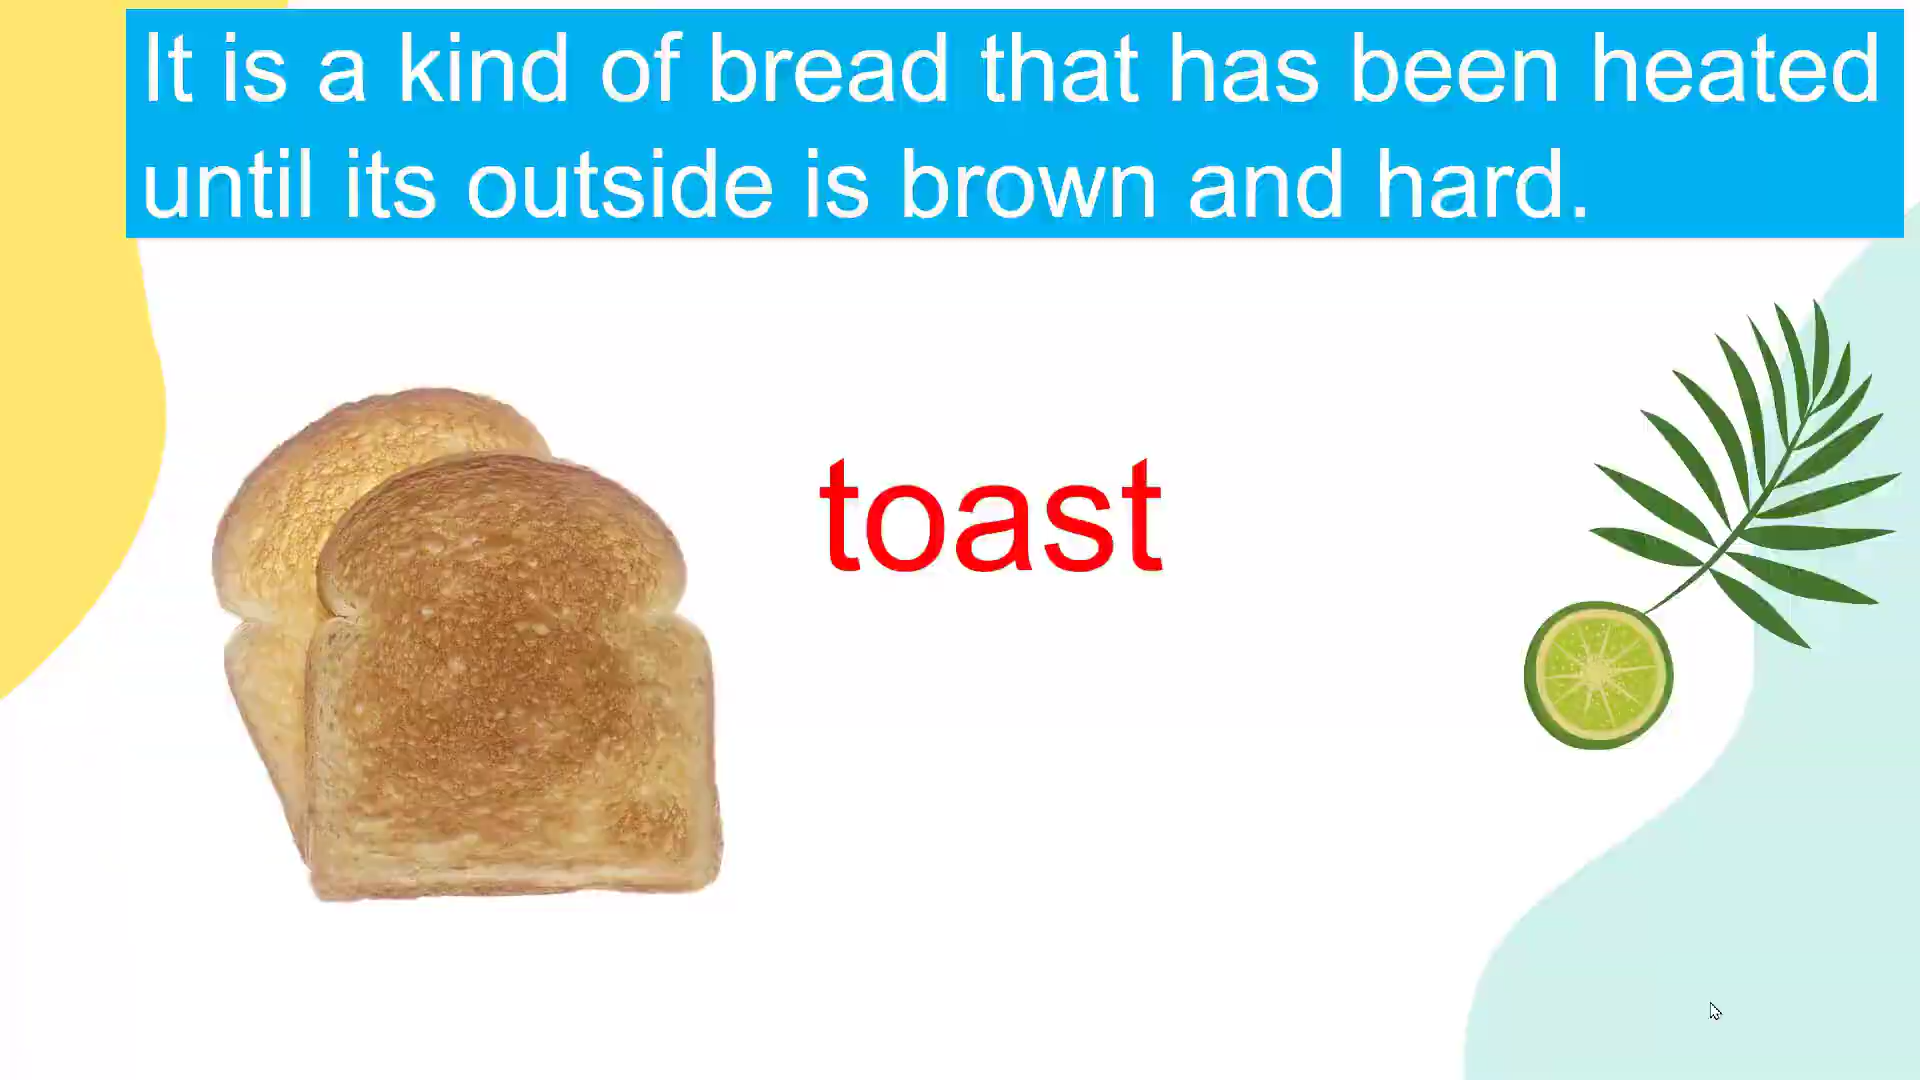 It is a kind of bread that has been heated
until its outside is brown and hard.
toast